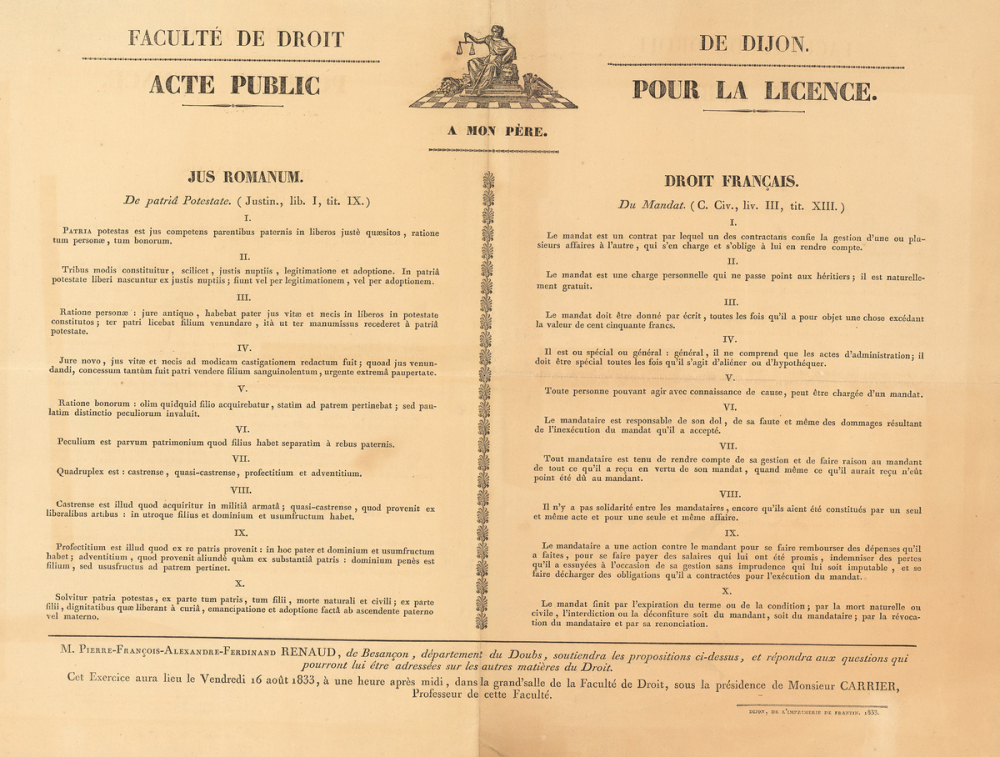 FACULTÉ DE DROIT
DE DIJON.
ACTE PUBLIC
POUR LA LICENCE.
A MON PÈRE.
JUS ROMANUM.
De patriâ Potestate. ( Justin., lib. I, tit. IX. )
I.
PATRIA potestas est jus competens parentibus paternis in liberos justè quæsitos , ratione
tum personæ , tum bonorum.
II.
Tribus modis constituitur , scilicet , justis nuptiis , legitimatione et adoptione. In patriâ
potestate liberi nascuntur ex justis nuptiis ; fiunt vel per legitimationem , vel per adoptionem.
III.
Ratione personæ : jure antiquo , habebat pater jus vitæ et necis in liberos in potestate
constitutos ; ter patri licebat filium venundare , ità ut ter manumissus recederet à patriâ
potestate.
IV.
Jure novo , jus vitæ et necis ad modicam castigationem redactum fuit ; quoad jus venun-
dandi, concessum tantùm fuit patri vendere filium sanguinolentum , urgente extremâ paupertate.
V.
Ratione bonorum : olim quidquid filio acquirebatur , statim ad patrem pertinebat ; sed pau-
latim distinctio peculiorum invaluit.
VI.
Peculium est parvum patrimonium quod filius habet separatim à rebus paternis.
VII.
Quadruplex est : castrense , quasi-castrense , profectitium et adventitium.
VIII.
Castrense est illud quod acquiritur in militiâ armatâ ; quasi-castrense , quod provenit ex
liberalibus artibus : in utroque filius et dominium et usumfructum habet.
IX.
Profectitium est illud quod ex re patris provenit : in hoc pater et dominium et usumfructum
habet ; adventitium , quod provenit aliundè quàm ex substantiâ patris : dominium penès est
filium , sed ususfructus ad patrem pertinet.
X.
Solvitur patria potestas , ex parte tum patris , tum filii , morte naturali et civili ; ex parte
filii , dignitatibus quæ liberant à curiâ , emancipatione et adoptione factâ ab ascendente paterno
vel materno.
DROIT FRANÇAIS.
Du Mandat. ( C. Civ., liv. III, tit. XIII. )
I.
Le mandat est un contrat par lequel un des contractans confie la gestion d'une ou plu-
sieurs affaires à l'autre , qui s'en charge et s'oblige à lui en rendre compte.
II.
Le mandat est une charge personnelle qui ne passe point aux héritiers ; il est naturelle-
ment gratuit.
III.
Le mandat doit être donné par écrit , toutes les fois qu'il a pour objet une chose excédant
la valeur de cent cinquante francs.
IV.
Il est ou spécial ou général : général , il ne comprend que les actes d'administration ; il
doit être spécial toutes les fois qu'il s'agit d'aliéner ou d'hypothéquer.
V.
Toute personne pouvant agir avec connaissance de cause, peut être chargée d'un mandat.
VI.
Le mandataire est responsable de son dol , de sa faute et même des dommages résultant
de l'inexécution du mandat qu'il a accepté.
VII.
Tout mandataire est tenu de rendre compte de sa gestion et de faire raison au mandant
de tout ce qu'il a reçu en vertu de son mandat , quand même ce qu'il aurait reçu n'eût
point été dû au mandant.
VIII.
Il n'y a pas solidarité entre les mandataires , encore qu'ils aient été constitués par un seul
et même acte et pour une seule et même affaire.
IX.
Le mandataire a une action contre le mandant pour se faire rembourser des dépenses qu'il
a faites , pour se faire payer des salaires qui lui ont été promis , indemniser des pertes
qu'il a essuyées à l'occasion de sa gestion sans imprudence qui lui soit imputable , et se
faire décharger des obligations qu'il a contractées pour l'exécution du mandat.
X.
Le mandat finit par l'expiration du terme ou de la condition ; par la mort naturelle ou
civile , l'interdiction ou la déconfiture soit du mandant , soit du mandataire ; par la révoca-
tion du mandataire et par sa renonciation.
M. PIERRE-FRANÇOIS-ALEXANDRE-FERDINAND RENAUD, de Besançon , département du Doubs, soutiendra les propositions ci-dessus, et répondra aux questions qui
pourront lui être adressées sur les autres matières du Droit.
Cet Exercice aura lieu le Vendredi 16 août 1833, à une heure après midi, dans la grand'salle de la Faculté de Droit, sous la présidence de Monsieur CARRIER,
Professeur de cette Faculté.
DIJON, DE L'IMPRIMERIE DE FRANTIN. 1833.